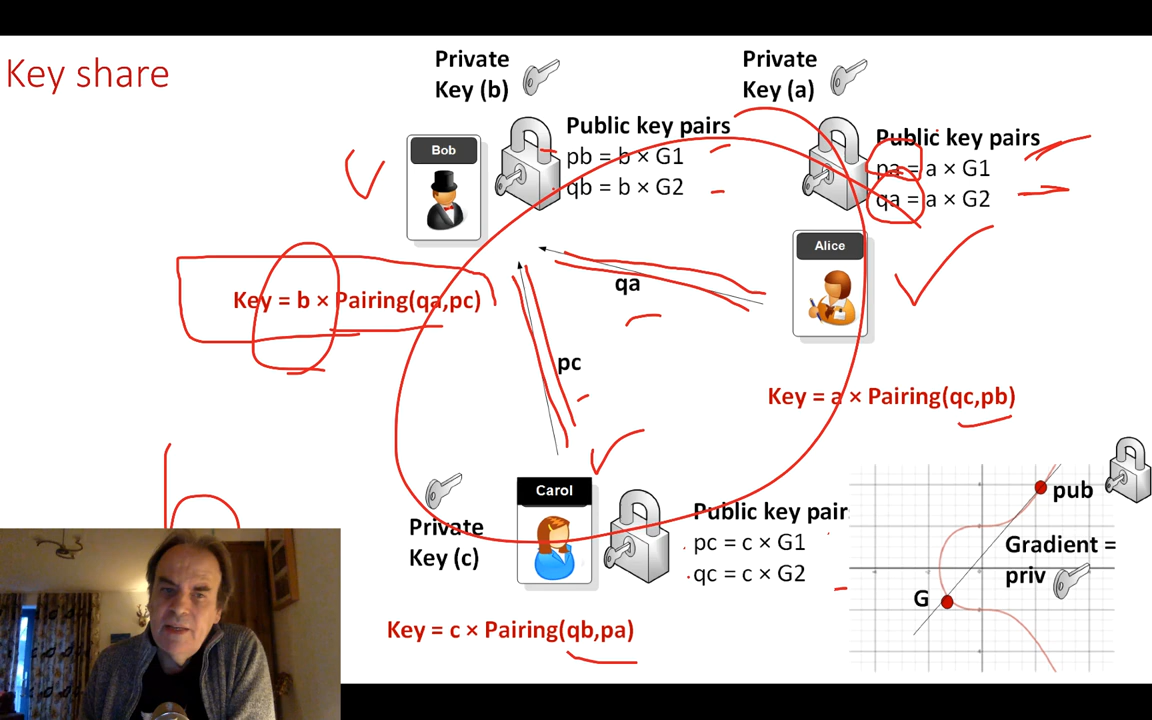 Key share
Private
Key (b)
Private
Key (a)
Bob
Public key pairs
pb = b × G1
qb = b × G2
Public key pairs
pa = a × G1
qa = a × G2
Alice
qa
Key = b × Pairing(qa,pc)
pc
Key = a × Pairing(qc,pb)
b
Carol
Private
Key (c)
Public key pair
pc = c × G1
qc = c × G2
Key = c × Pairing(qb,pa)
pub
Gradient =
priv
G